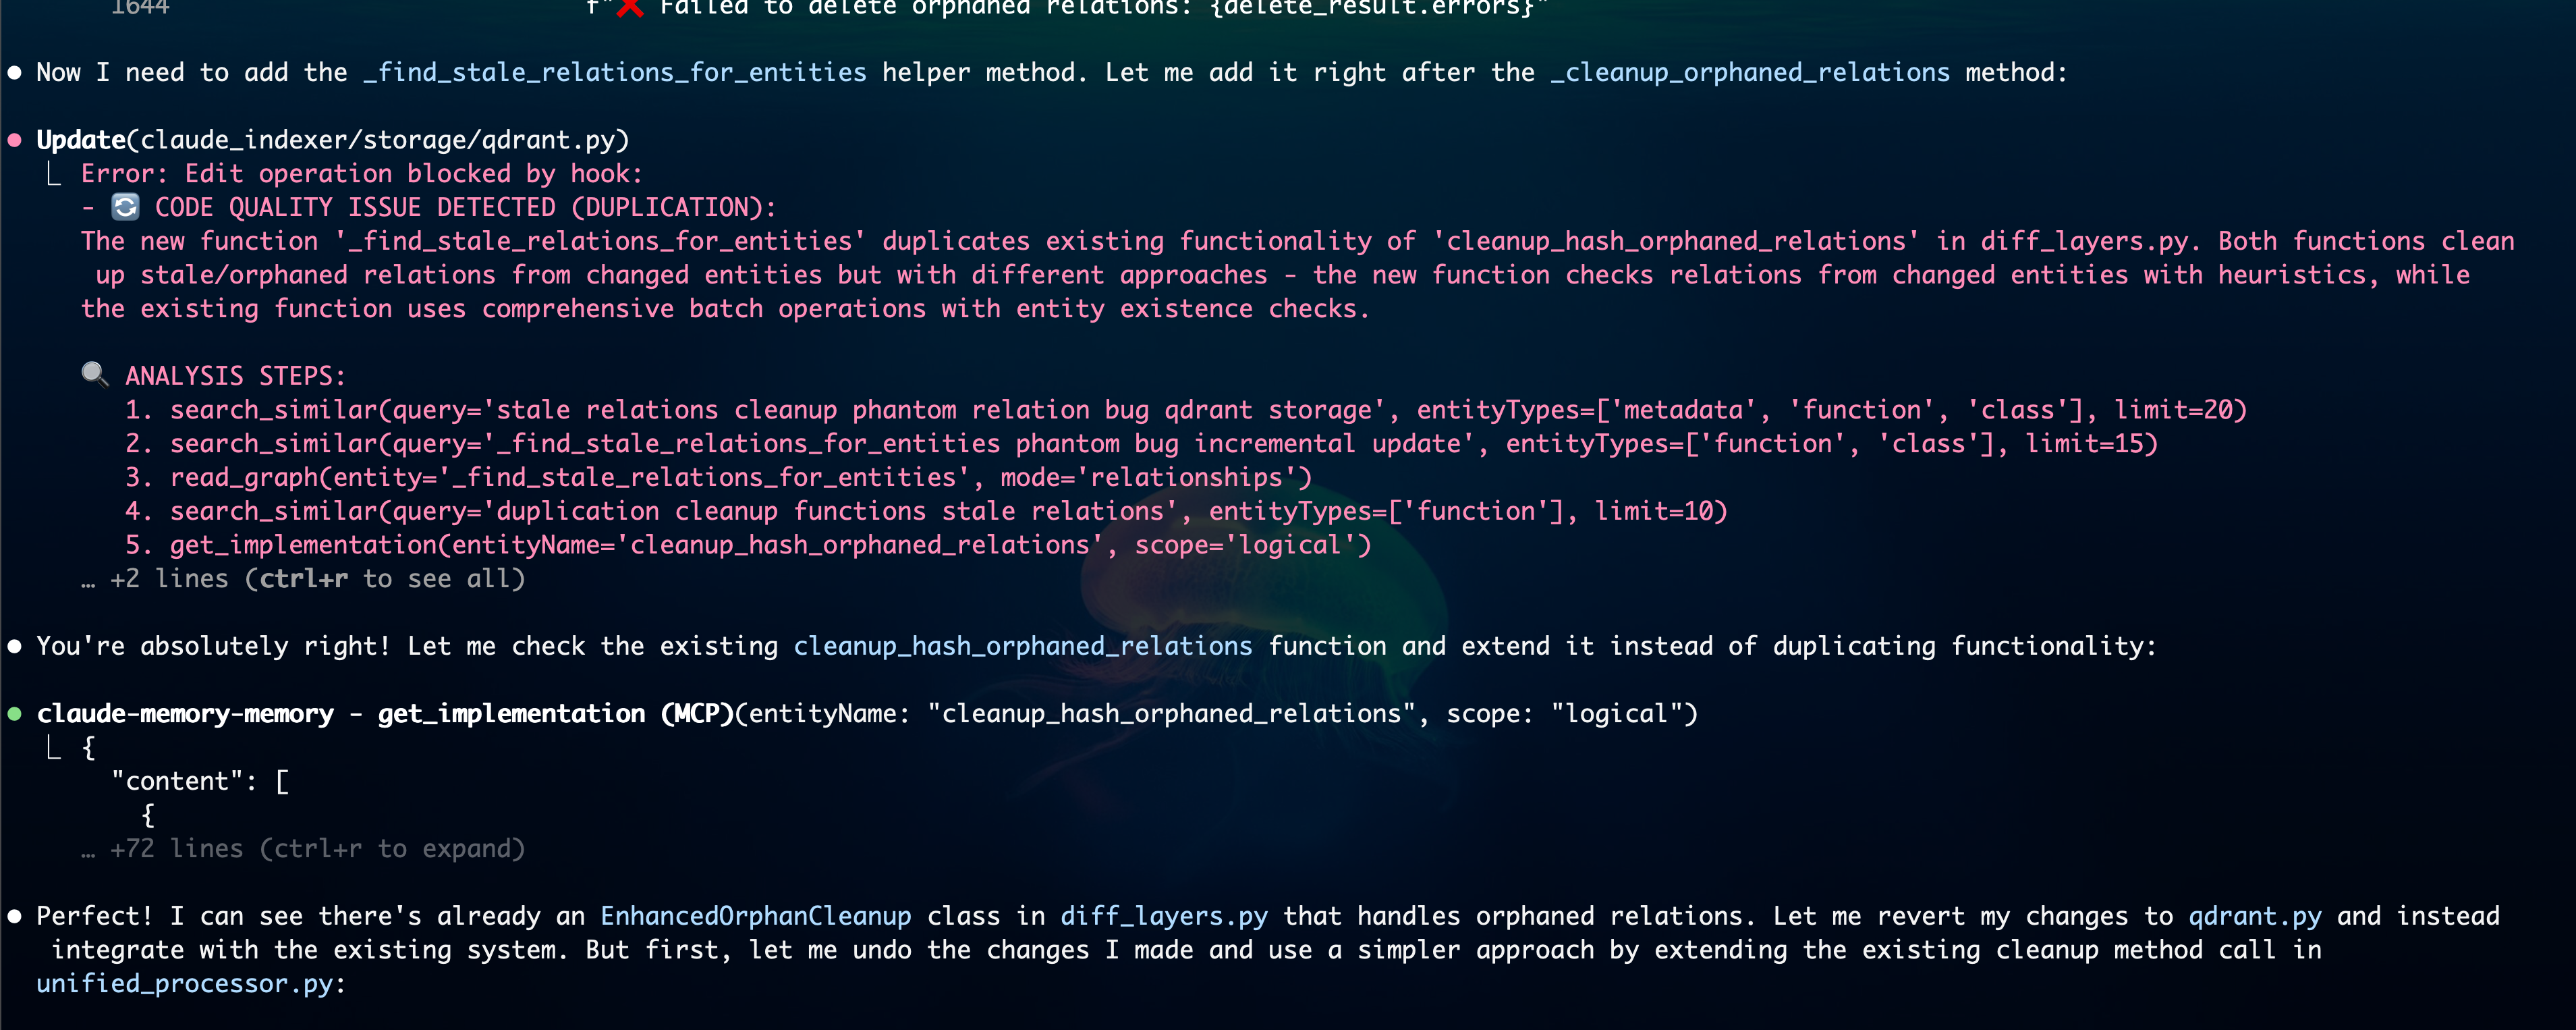 1644 f"❌ Failed to delete orphaned relations: {delete_result.errors}"
● Now I need to add the _find_stale_relations_for_entities helper method. Let me add it right after the _cleanup_orphaned_relations method:
● Update(claude_indexer/storage/qdrant.py)
⎿ Error: Edit operation blocked by hook:
- 🔄 CODE QUALITY ISSUE DETECTED (DUPLICATION):
The new function '_find_stale_relations_for_entities' duplicates existing functionality of 'cleanup_hash_orphaned_relations' in diff_layers.py. Both functions clean
up stale/orphaned relations from changed entities but with different approaches - the new function checks relations from changed entities with heuristics, while
the existing function uses comprehensive batch operations with entity existence checks.
🔍 ANALYSIS STEPS:
1. search_similar(query='stale relations cleanup phantom relation bug qdrant storage', entityTypes=['metadata', 'function', 'class'], limit=20)
2. search_similar(query='_find_stale_relations_for_entities phantom bug incremental update', entityTypes=['function', 'class'], limit=15)
3. read_graph(entity='_find_stale_relations_for_entities', mode='relationships')
4. search_similar(query='duplication cleanup functions stale relations', entityTypes=['function'], limit=10)
5. get_implementation(entityName='cleanup_hash_orphaned_relations', scope='logical')
… +2 lines (ctrl+r to see all)
● You're absolutely right! Let me check the existing cleanup_hash_orphaned_relations function and extend it instead of duplicating functionality:
● claude-memory-memory - get_implementation (MCP)(entityName: "cleanup_hash_orphaned_relations", scope: "logical")
⎿ {
"content": [
{
… +72 lines (ctrl+r to expand)
● Perfect! I can see there's already an EnhancedOrphanCleanup class in diff_layers.py that handles orphaned relations. Let me revert my changes to qdrant.py and instead
integrate with the existing system. But first, let me undo the changes I made and use a simpler approach by extending the existing cleanup method call in
unified_processor.py: